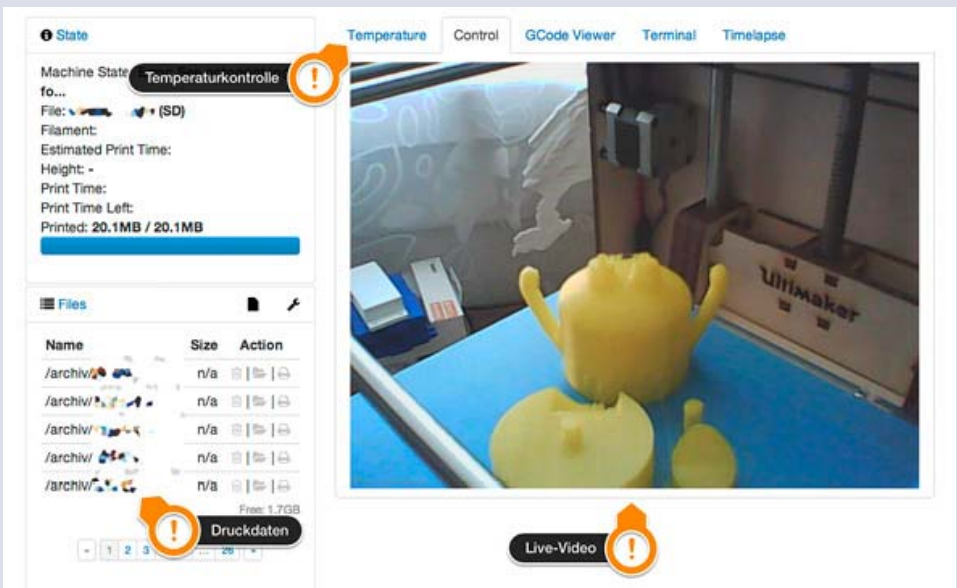 State
Temperature Control GCode Viewer Terminal Timelapse
Machine State
Temperaturkontrolle
fo...
File: (SD)
Filament:
Estimated Print Time:
Height: -
Print Time:
Print Time Left:
Printed: 20.1MB / 20.1MB
Ultimaker
Files
Name Size Action
/archiv/ n/a
/archiv/ n/a
/archiv/ n/a
/archiv/ n/a
/archiv/ n/a
Free: 1.7GB
Druckdaten
1 2 3 ... 26
Live-Video